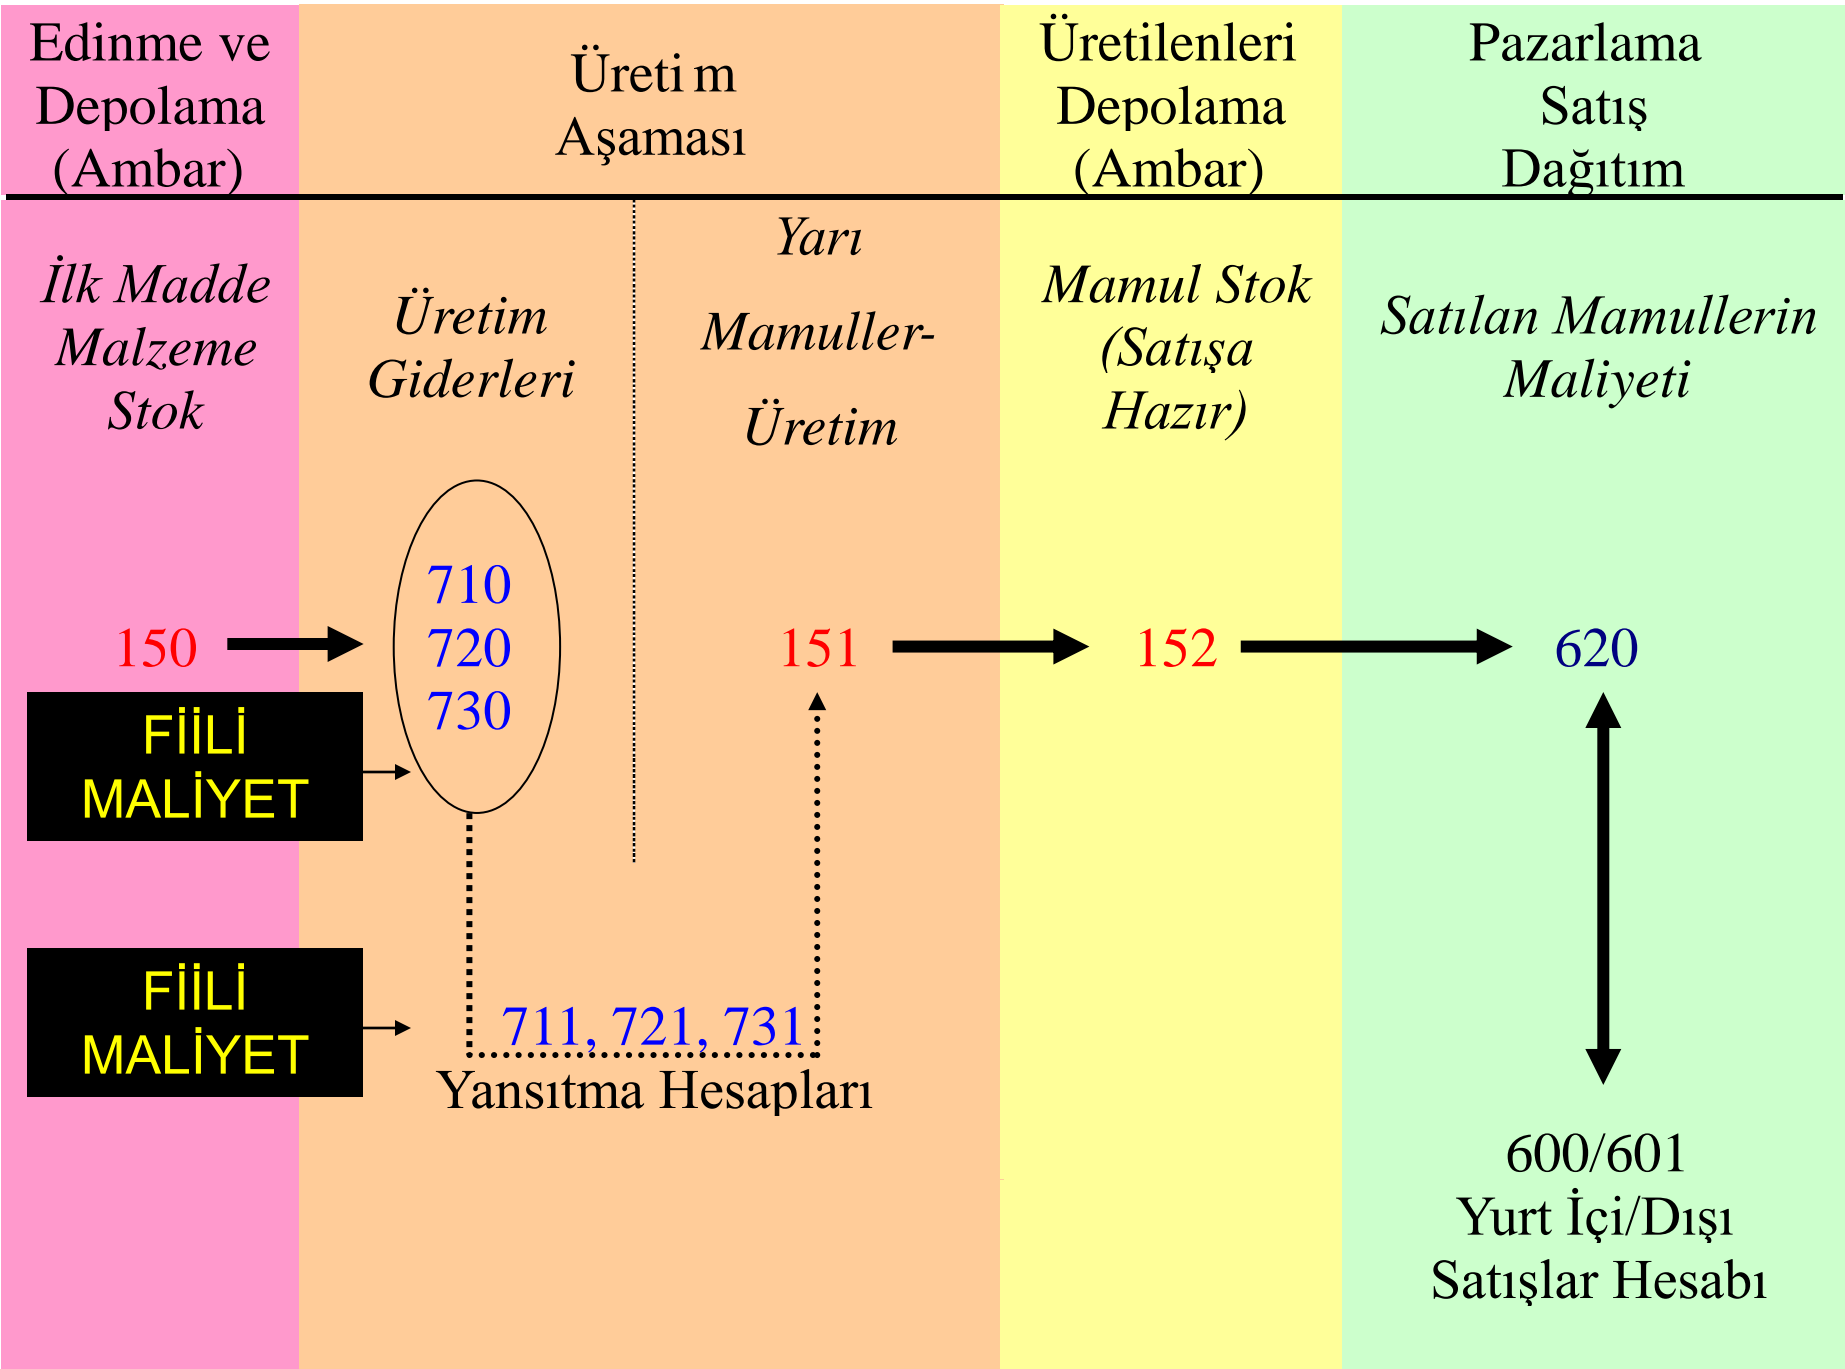 Edinme ve
Depolama
(Ambar)
Üretim
Aşaması
Üretilenleri
Depolama
(Ambar)
Pazarlama
Satış
Dağıtım
İlk Madde
Malzeme
Stok
Üretim
Giderleri
Yarı
Mamuller-
Üretim
Mamul Stok
(Satışa
Hazır)
Satılan Mamullerin
Maliyeti
150
710
720
730
151
152
620
FİİLİ
MALİYET
FİİLİ
MALİYET
711, 721, 731
Yansıtma Hesapları
600/601
Yurt İçi/Dışı
Satışlar Hesabı